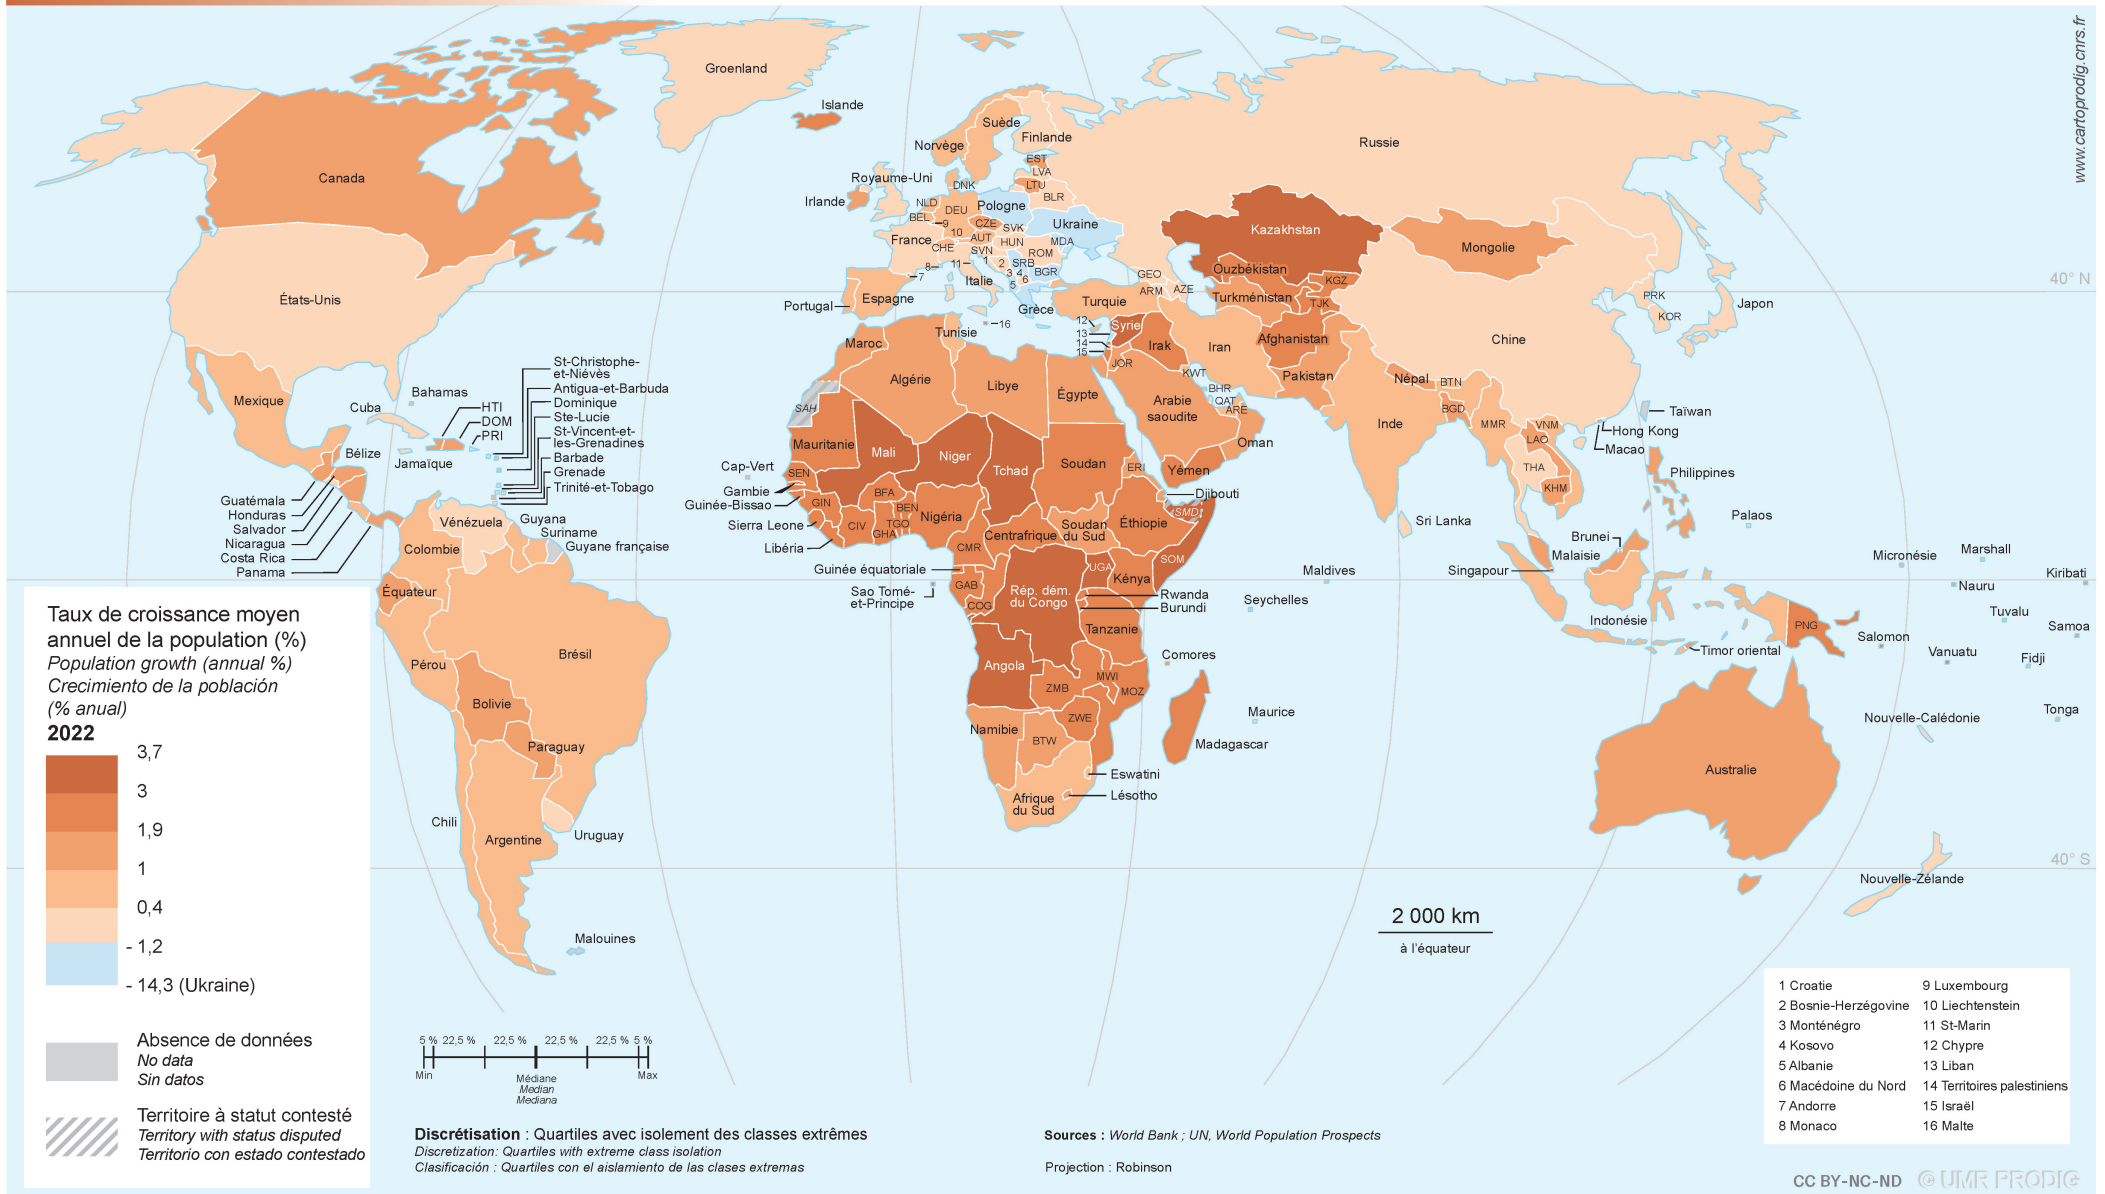 www.cartoprodig.cnrs.fr
Groenland
Islande
Suède
Finlande
Norvège
Russie
EST
LVA
LTU
BLR
Royaume-Uni
DNK
Irlande
NLD
DEU
Pologne
BEL
9
CZE
Ukraine
SVK
10
AUT
France
CHE
HUN
MDA
SVN
ROM
8
11
1
2
SRB
7
Italie
3
4
BGR
6
5
Portugal
Espagne
Grèce
GEO
ARM
AZE
Turquie
Canada
États-Unis
Kazakhstan
Mongolie
Ouzbékistan
KGZ
Turkménistan
TJK
40° N
PRK
Japon
KOR
Chine
Tunisie
16
12
13
14
15
Syrie
Irak
Iran
Afghanistan
Maroc
Algérie
Libye
Égypte
JOR
KWT
BHR
QAT
ARE
Pakistan
Népal
BTN
BGD
Arabie
saoudite
Oman
Inde
MMR
VNM
LAO
THA
KHM
Taïwan
Hong Kong
Macao
Philippines
SAH
Mauritanie
Mali
Niger
Tchad
Soudan
ERI
Yémen
Djibouti
SMD
Mexique
Cuba
Bahamas
HTI
DOM
PRI
St-Christophe-
et-Niévès
Antigua-et-Barbuda
Dominique
Ste-Lucie
St-Vincent-et-
les-Grenadines
Barbade
Grenade
Trinité-et-Tobago
Bélize
Jamaïque
Guatémala
Honduras
Salvador
Nicaragua
Costa Rica
Panama
Vénézuela
Guyana
Suriname
Guyane française
Colombie
Équateur
Cap-Vert
SEN
Gambie
Guinée-Bissao
GIN
Sierra Leone
Libéria
BFA
BEN
CIV
TGO
GHA
Nigéria
Centrafrique
Soudan
du Sud
Éthiopie
CMR
SOM
Guinée équatoriale
UGA
Kénya
GAB
COG
Rép. dém.
du Congo
Rwanda
Burundi
Sao Tomé-
et-Principe
Tanzanie
Maldives
Seychelles
Sri Lanka
Brunei
Malaisie
Singapour
Indonésie
Palaos
Micronésie
Marshall
Kiribati
Nauru
Tuvalu
Samoa
PNG
Salomon
Timor oriental
Vanuatu
Fidji
Nouvelle-Calédonie
Tonga
Pérou
Brésil
Bolivie
Paraguay
Chili
Argentine
Uruguay
Malouines
Angola
Comores
MWI
ZMB
MOZ
ZWE
Namibie
BTW
Maurice
Madagascar
Eswatini
Afrique
du Sud
Lésotho
Australie
Nouvelle-Zélande
40° S
Taux de croissance moyen
annuel de la population (%)
Population growth (annual %)
Crecimiento de la población
(% anual)
2022
3,7
3
1,9
1
0,4
- 1,2
- 14,3 (Ukraine)
Absence de données
No data
Sin datos
Territoire à statut contesté
Territory with status disputed
Territorio con estado contestado
5 % 22,5 % 22,5 % 22,5 % 22,5 % 5 %
Min
Médiane
Median
Mediana
Max
Discrétisation : Quartiles avec isolement des classes extrêmes
Discretization: Quartiles with extreme class isolation
Clasificación : Quartiles con el aislamiento de las clases extremas
2 000 km
à l'équateur
Sources : World Bank ; UN, World Population Prospects
Projection : Robinson
1 Croatie
2 Bosnie-Herzégovine
3 Monténégro
4 Kosovo
5 Albanie
6 Macédoine du Nord
7 Andorre
8 Monaco
9 Luxembourg
10 Liechtenstein
11 St-Marin
12 Chypre
13 Liban
14 Territoires palestiniens
15 Israël
16 Malte
CC BY-NC-ND
© UMR PRODIG